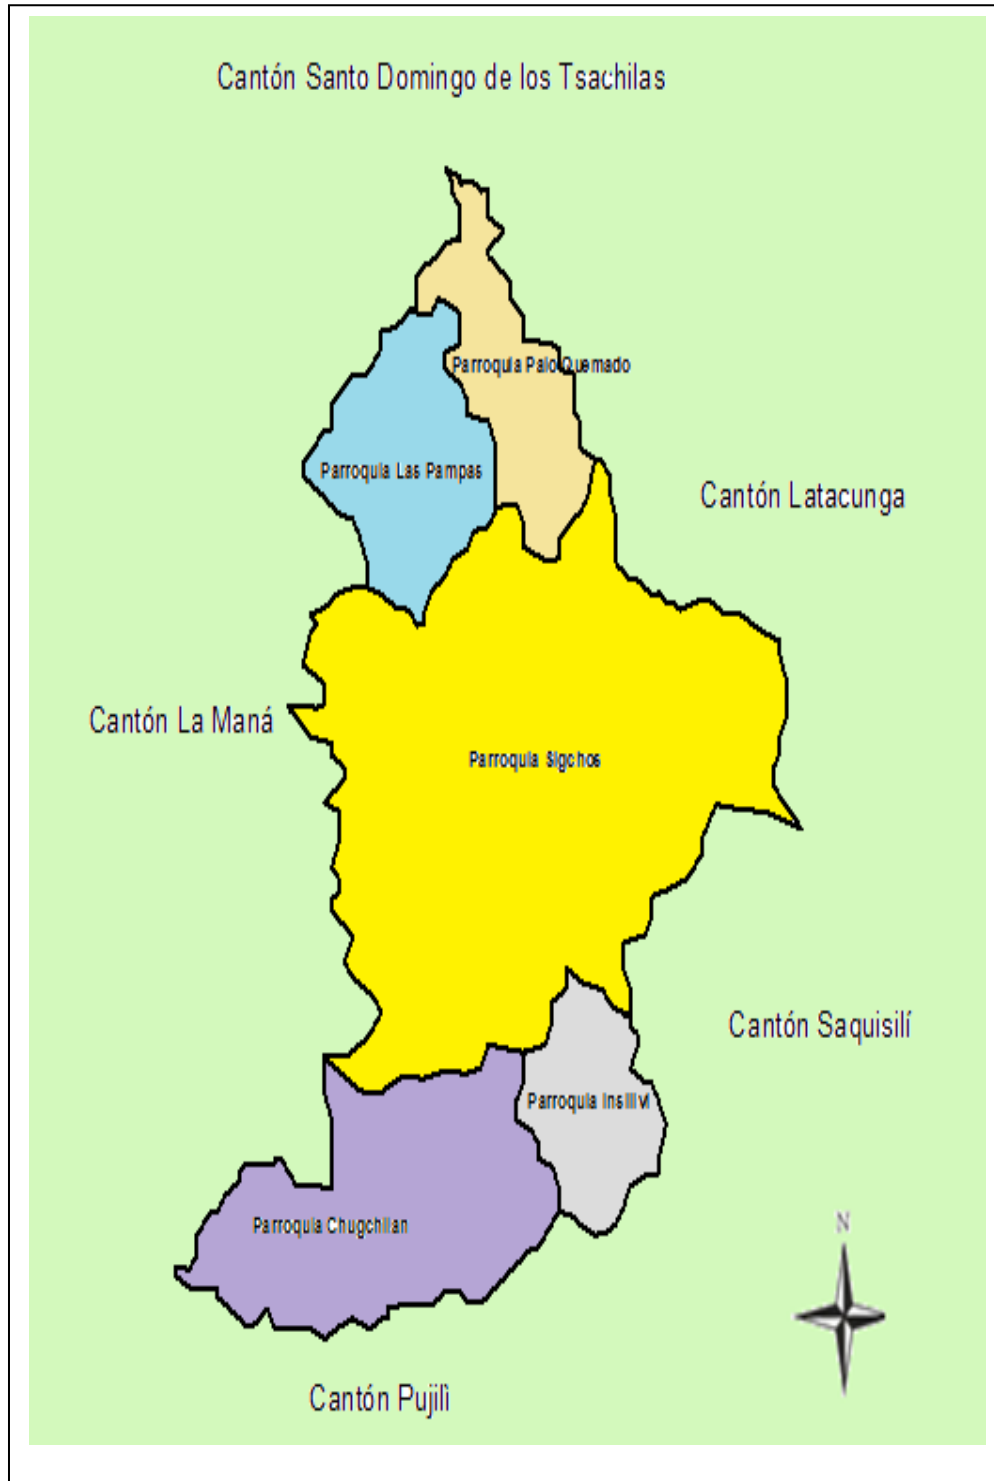 Cantón Santo Domingo de los Tsachilas
Parroquia Palo Quemado
Parroquia Las Pampas
Cantón Latacunga
Cantón La Maná
Parroquia Sigchos
Cantón Saquisilí
Parroquia Insilivi
Parroquia Chugchilan
N
Cantón Pujilì